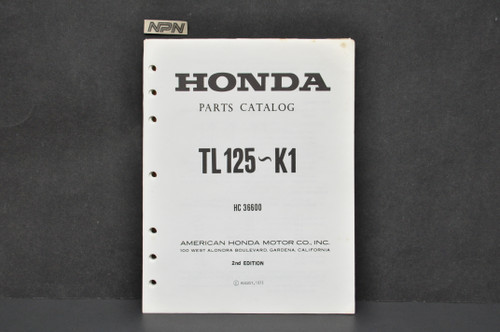 NPN
HONDA
PARTS CATALOG
TL125~K1
HC 36600
AMERICAN HONDA MOTOR CO., INC.
100 WEST ALONDRA BOULEVARD, GARDENA, CALIFORNIA
2nd EDITION